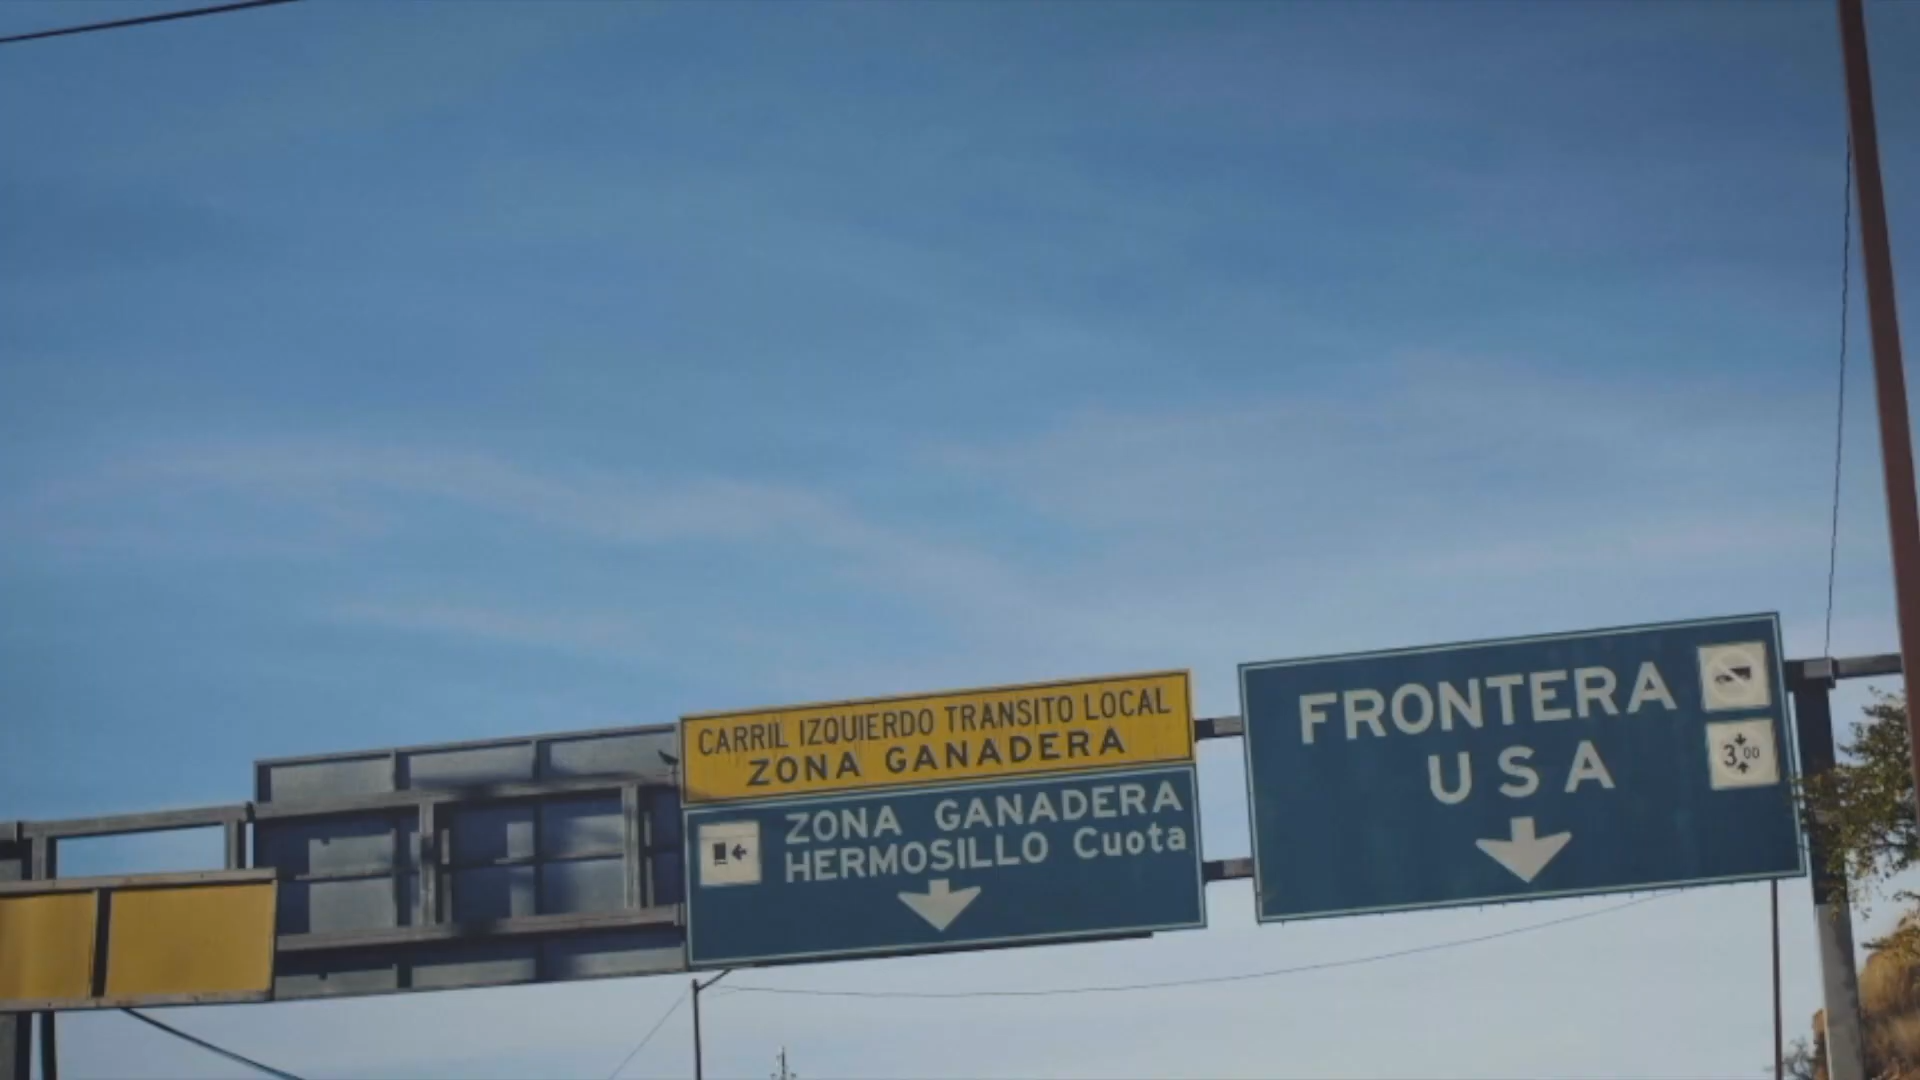 CARRIL IZQUIERDO TRANSITO LOCAL
ZONA GANADERA
ZONA GANADERA
HERMOSILLO Cuota
FRONTERA
USA
3.00